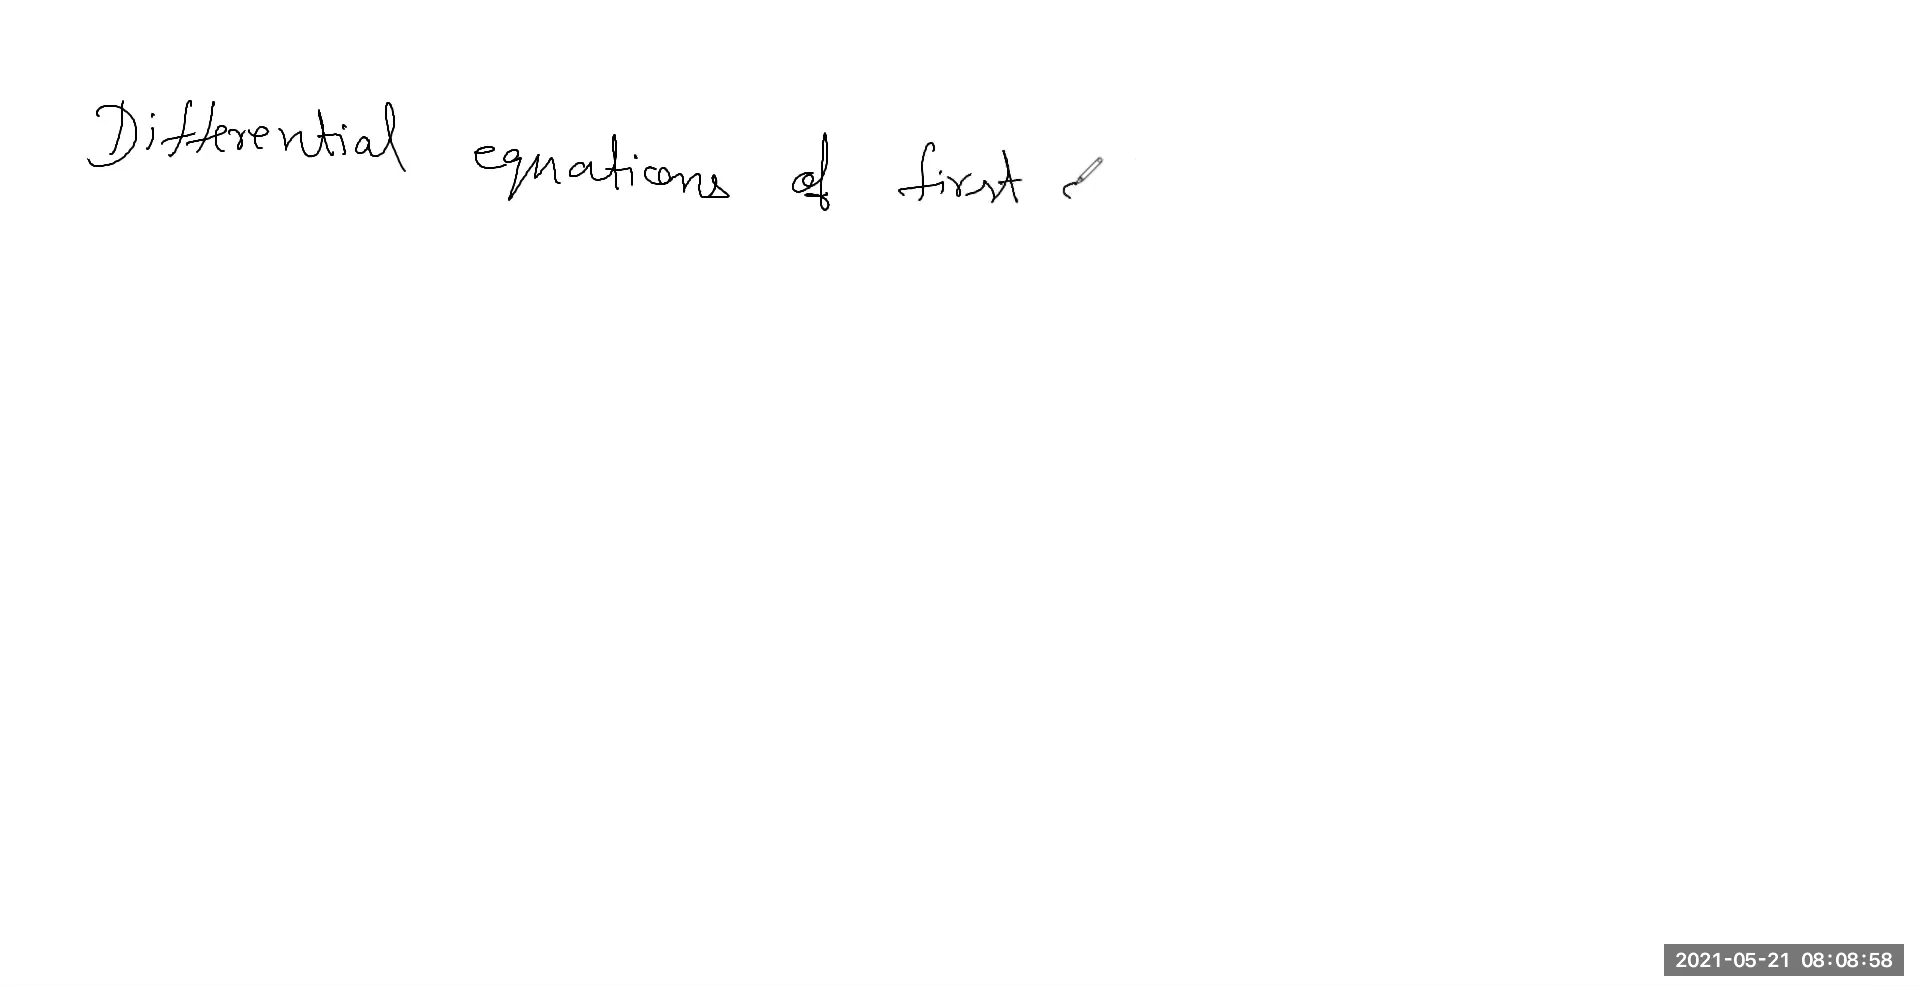 Differential equations of first
2021-05-21 08:08:58